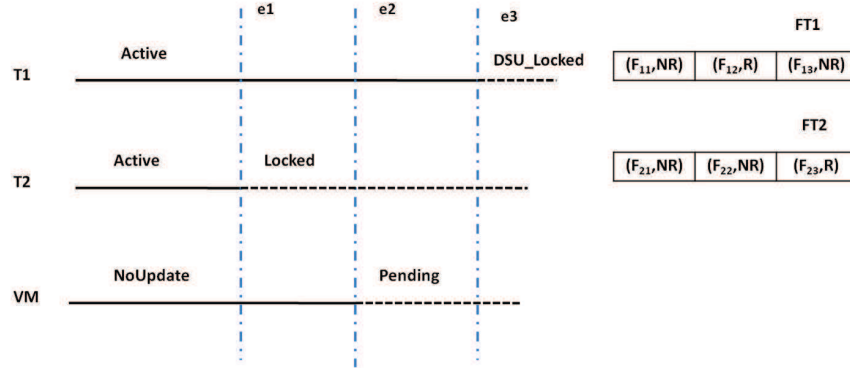 e1 e2 e3
FT1
Active
DSU_Locked
T1
(F11,NR) (F12,R) (F13,NR)
FT2
Active Locked
(F21,NR) (F22,NR) (F23,R)
T2
NoUpdate Pending
VM